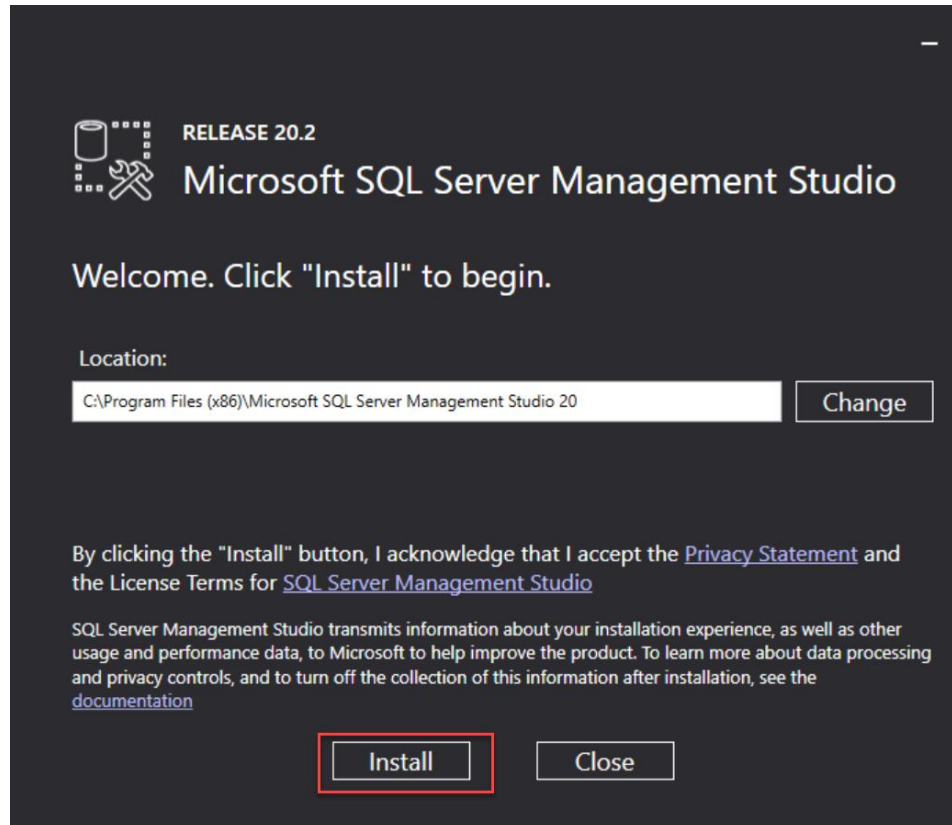 RELEASE 20.2
Microsoft SQL Server Management Studio
Welcome. Click "Install" to begin.
Location:
C:\Program Files (x86)\Microsoft SQL Server Management Studio 20
Change
By clicking the "Install" button, I acknowledge that I accept the Privacy Statement and
the License Terms for SQL Server Management Studio
SQL Server Management Studio transmits information about your installation experience, as well as other
usage and performance data, to Microsoft to help improve the product. To learn more about data processing
and privacy controls, and to turn off the collection of this information after installation, see the
documentation
Install
Close